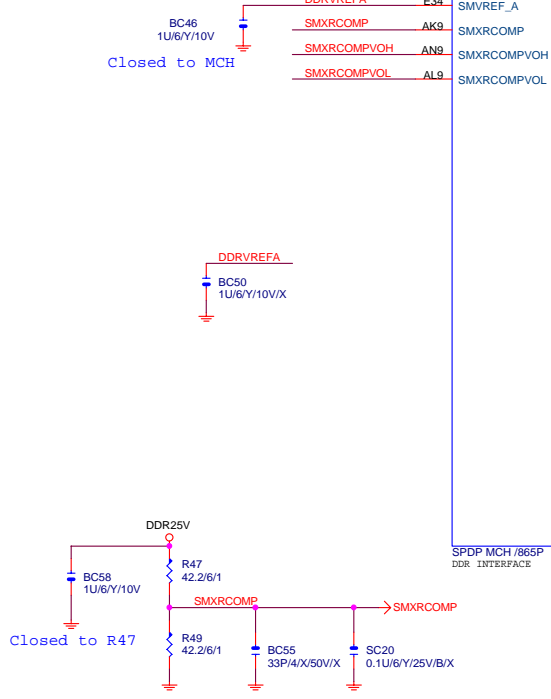 DDRVREFA E34 SMVREF_A
BC46
1U/6/Y/10V
SMXRCOMP AK9 SMXRCOMP
SMXRCOMPVOH AN9 SMXRCOMPVOH
Closed to MCH
SMXRCOMPVOL AL9 SMXRCOMPVOL
DDRVREFA
BC50
1U/6/Y/10V/X
DDR25V
SPDP MCH /865P
DDR INTERFACE
R47
42.2/6/1
BC58
1U/6/Y/10V
SMXRCOMP
SMXRCOMP
Closed to R47
R49
42.2/6/1
BC55
33P/4/X/50V/X
SC20
0.1U/6/Y/25V/B/X